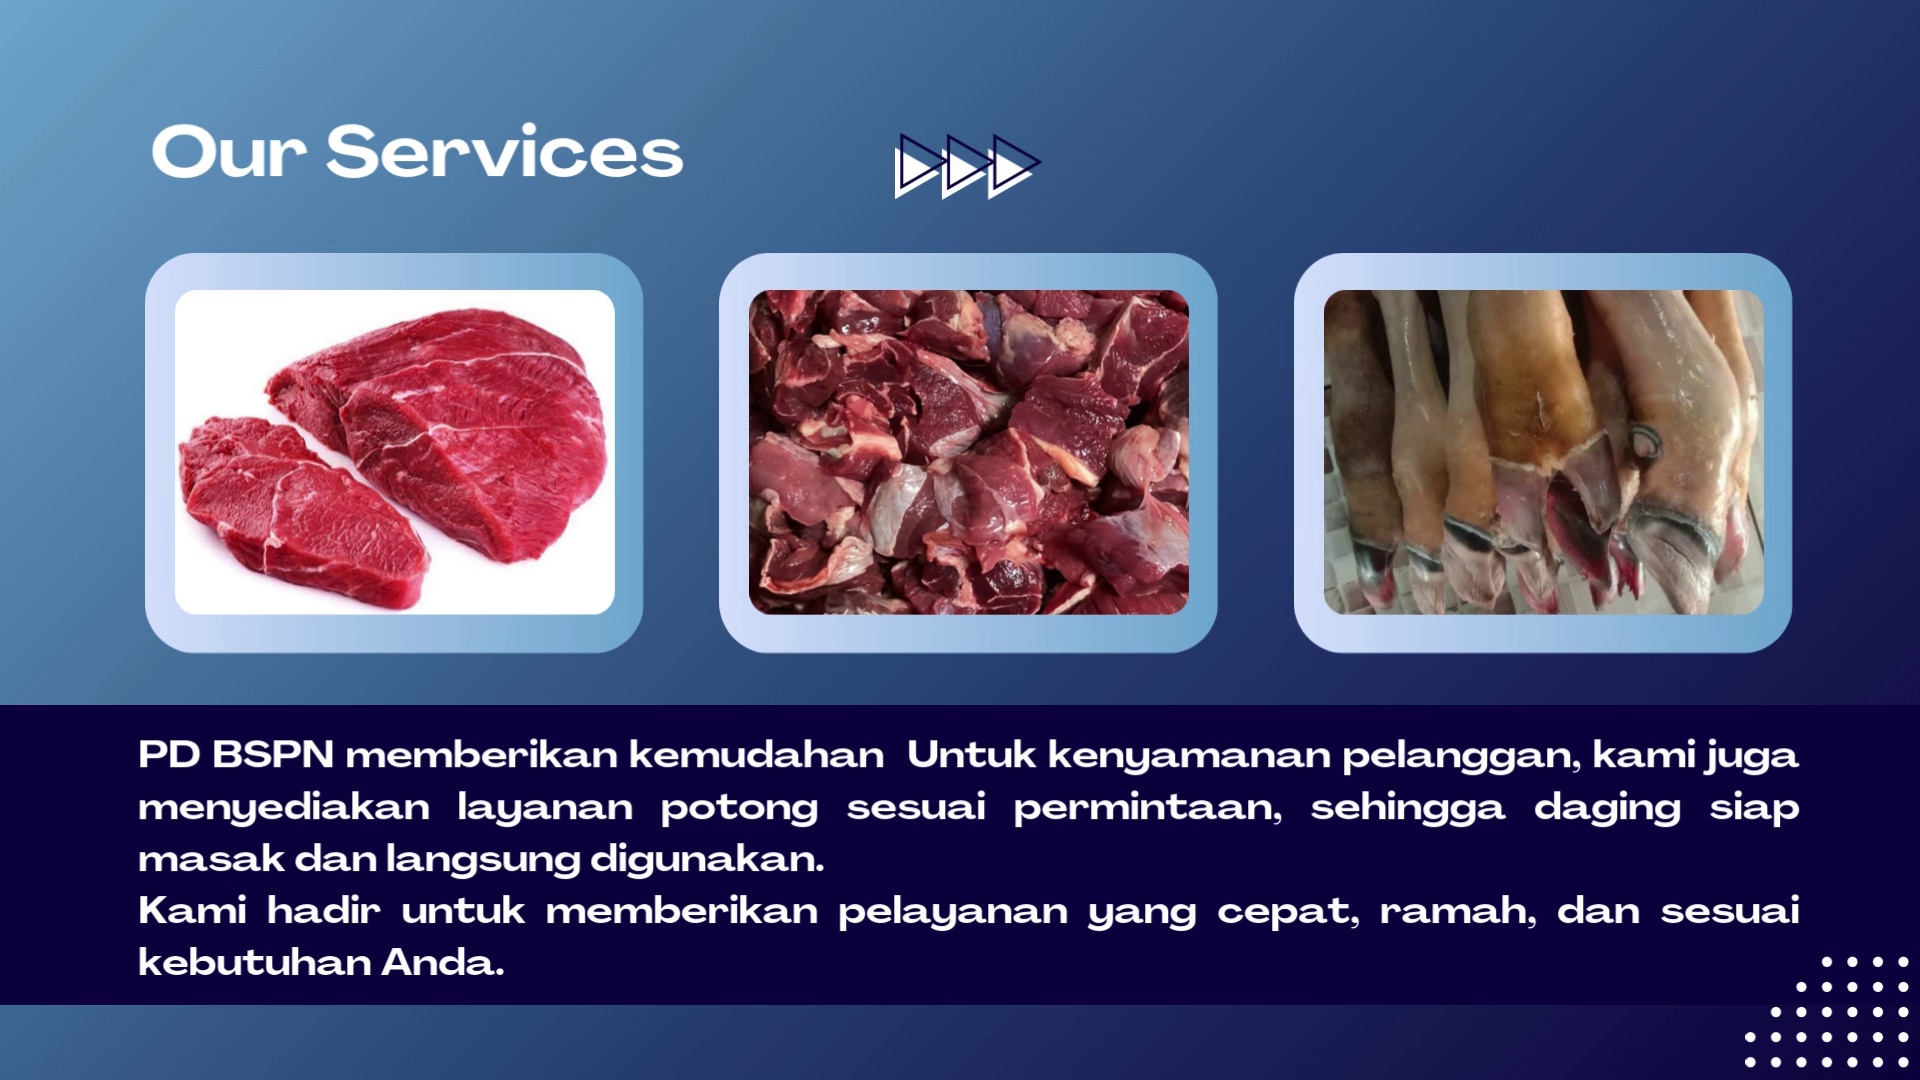 Our Services
PD BSPN memberikan kemudahan  Untuk kenyamanan pelanggan, kami juga
menyediakan layanan potong sesuai permintaan, sehingga daging siap
masak dan langsung digunakan.
Kami hadir untuk memberikan pelayanan yang cepat, ramah, dan sesuai
kebutuhan Anda.